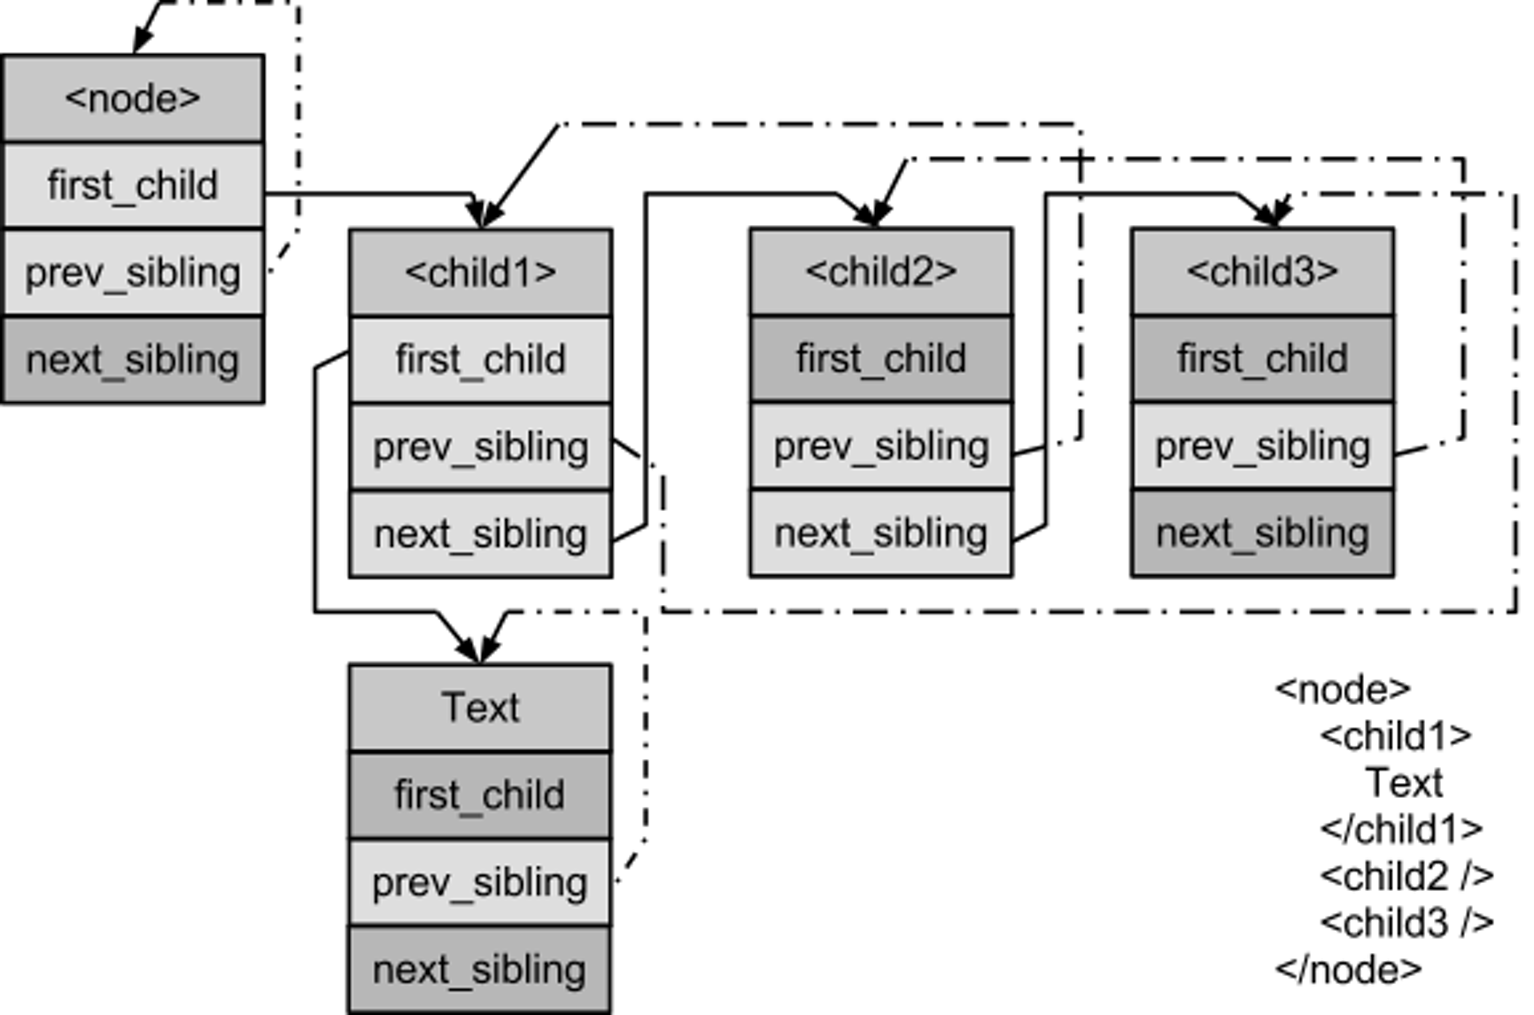 <node>
first_child
prev_sibling
next_sibling
<child1>
first_child
prev_sibling
next_sibling
<child2>
first_child
prev_sibling
next_sibling
<child3>
first_child
prev_sibling
next_sibling
Text
first_child
prev_sibling
next_sibling
<node>
<child1>
Text
</child1>
<child2 />
<child3 />
</node>